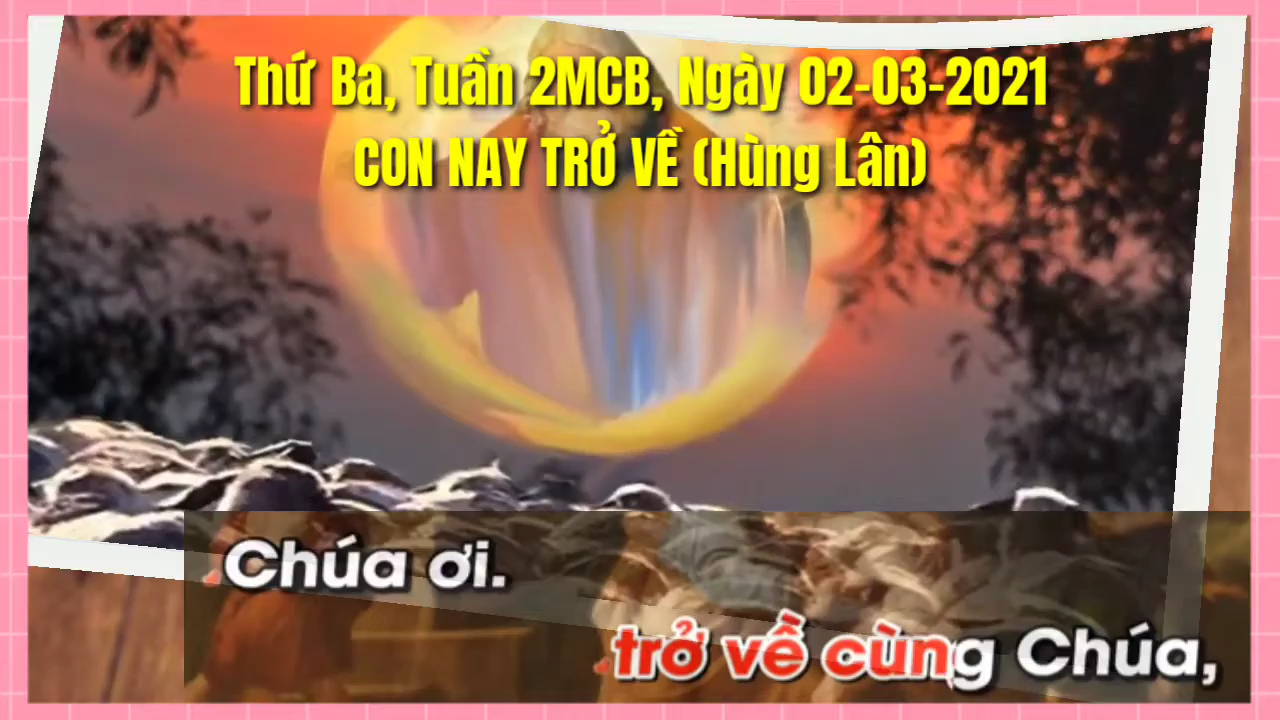 Thứ Ba, Tuần 2MCB, Ngày 02-03-2021
CON NAY TRỞ VỀ (Hùng Lân)
Chúa ơi.
trở về cùng Chúa,